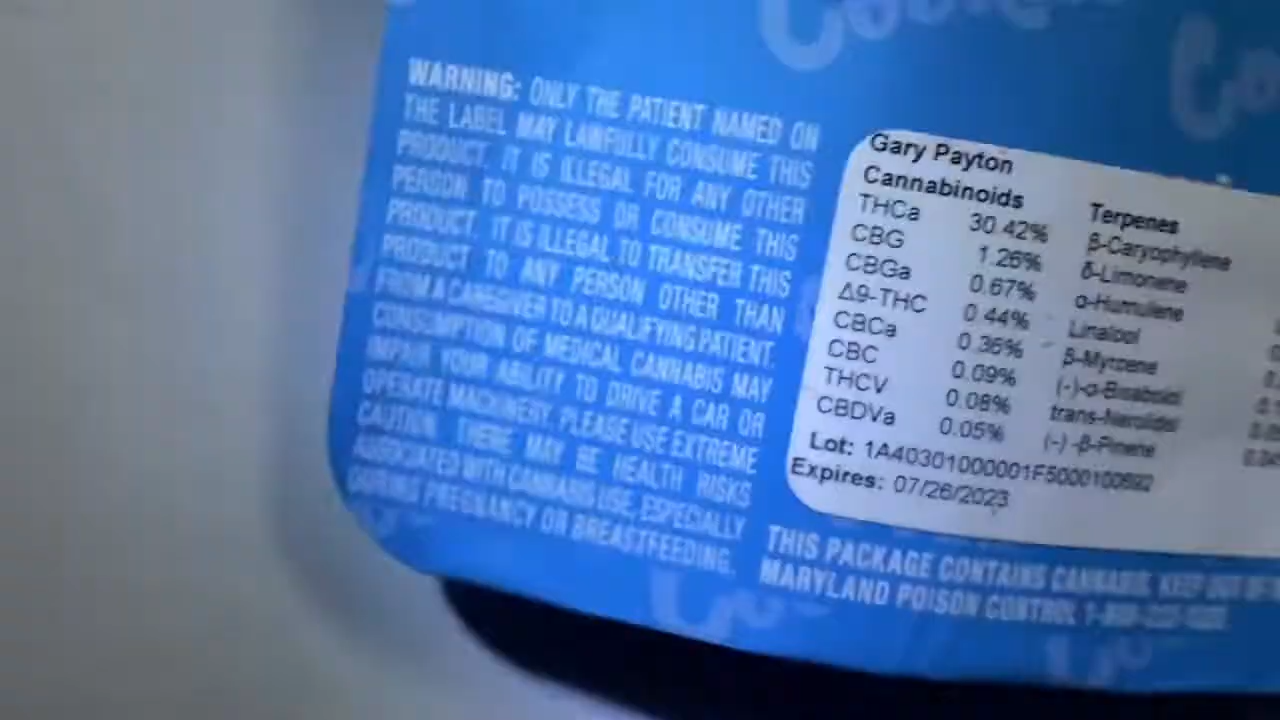 Cookies
WARNING: ONLY THE PATIENT NAMED ON
THE LABEL MAY LAWFULLY CONSUME THIS
PRODUCT. IT IS ILLEGAL FOR ANY OTHER
PERSON TO POSSESS OR CONSUME THIS
PRODUCT. IT IS ILLEGAL TO TRANSFER THIS
PRODUCT TO ANY PERSON OTHER THAN
FROM A CAREGIVER TO A QUALIFYING PATIENT.
CONSUMPTION OF MEDICAL CANNABIS MAY
IMPAIR YOUR ABILITY TO DRIVE A CAR OR
OPERATE MACHINERY. PLEASE USE EXTREME
CAUTION. THERE MAY BE HEALTH RISKS
ASSOCIATED WITH CANNABIS USE, ESPECIALLY
DURING PREGNANCY OR BREASTFEEDING.
Gary Payton
Cannabinoids
THCa 30.42%
CBG 1.26%
CBGa 0.67%
Δ9-THC 0.44%
CBCa 0.36%
CBC 0.09%
THCV 0.08%
CBDVa 0.05%
Terpenes
β-Caryophyllene
δ-Limonene
α-Humulene
Linalool
β-Myrcene
(-)-α-Bisabolol
trans-Nerolidol
(-) -β-Pinene
Lot: 1A40301000001F5000100692
Expires: 07/26/2023
THIS PACKAGE CONTAINS CANNABIS. KEEP OUT OF
MARYLAND POISON CONTROL